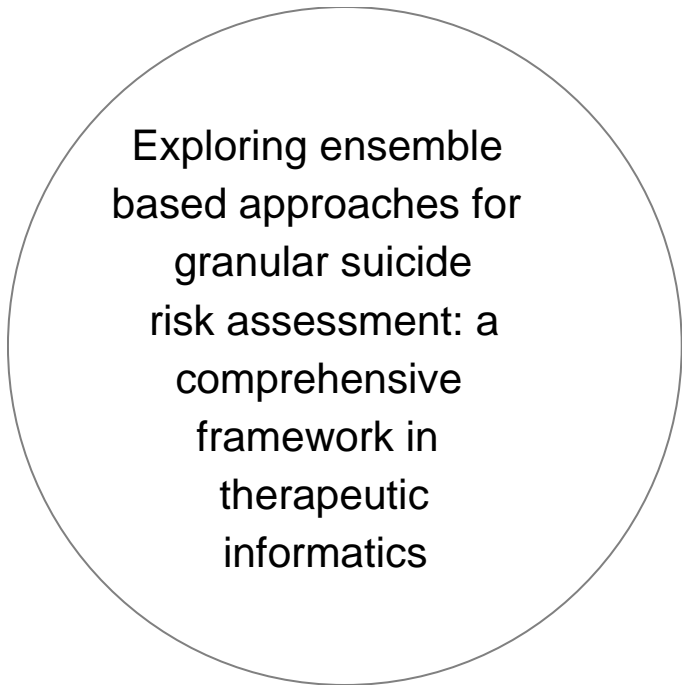 Exploring ensemble
based approaches for
granular suicide
risk assessment: a
comprehensive
framework in
therapeutic
informatics